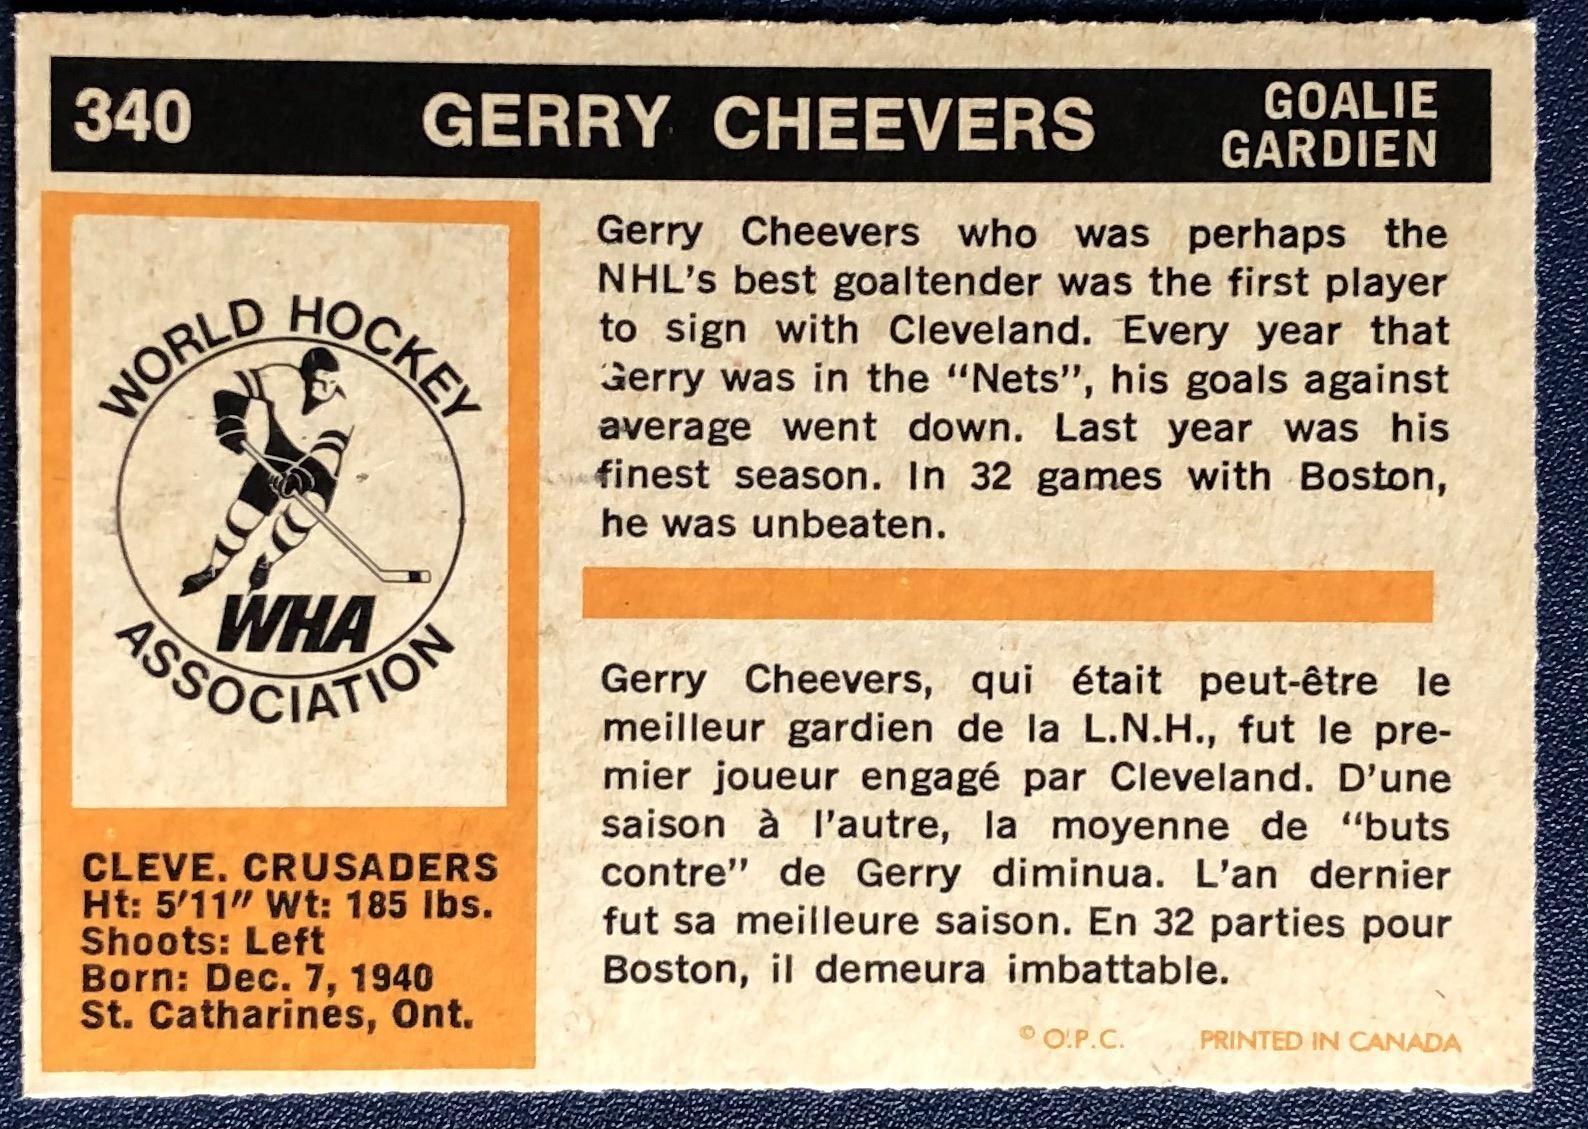 340
GERRY CHEEVERS
GOALIE
GARDIEN
WORLD HOCKEY
WHA
ASSOCIATION
CLEVE. CRUSADERS
Ht: 5'11" Wt: 185 lbs.
Shoots: Left
Born: Dec. 7, 1940
St. Catharines, Ont.
Gerry Cheevers who was perhaps the
NHL's best goaltender was the first player
to sign with Cleveland. Every year that
Gerry was in the "Nets", his goals against
average went down. Last year was his
finest season. In 32 games with Boston,
he was unbeaten.
Gerry Cheevers, qui était peut-être le
meilleur gardien de la L.N.H., fut le pre-
mier joueur engagé par Cleveland. D'une
saison à l'autre, la moyenne de "buts
contre" de Gerry diminua. L'an dernier
fut sa meilleure saison. En 32 parties pour
Boston, il demeura imbattable.
© O.P.C. PRINTED IN CANADA